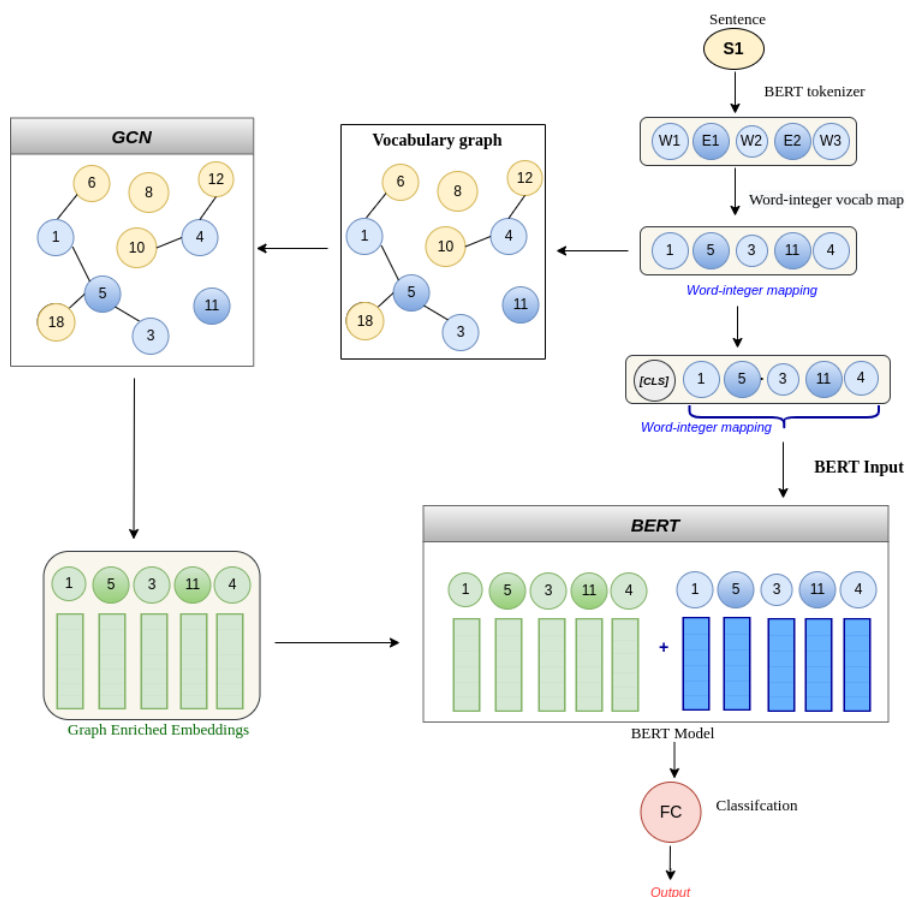 Sentence
S1
BERT tokenizer
W1 E1 W2 E2 W3
Word-integer vocab map
1 5 3 11 4
Word-integer mapping
[CLS] 1 5 3 11 4
Word-integer mapping
BERT Input
Vocabulary graph
6 8 12
1 10 4
5 11
18 3
GCN
6 8 12
1 10 4
5 11
18 3
1 5 3 11 4
Graph Enriched Embeddings
BERT
1 5 3 11 4 + 1 5 3 11 4
BERT Model
FC
Classifcation
Output